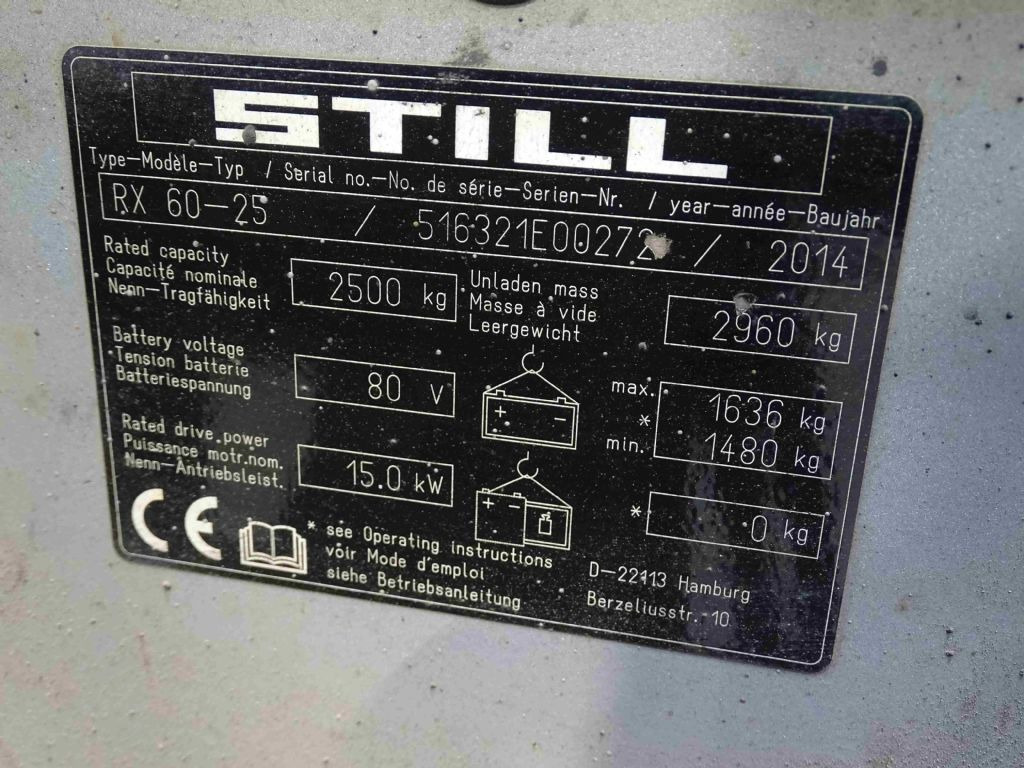 STILL
Type-Modèle-Typ / Serial no.-No. de série-Serien-Nr. / year-année-Baujahr
RX 60-25 / 516321E00272 / 2014
Rated capacity
Capacité nominale
Nenn-Tragfähigkeit
2500 kg
Unladen mass
Masse à vide
Leergewicht
2960 kg
Battery voltage
Tension batterie
Batteriespannung
80 V
max. 1636 kg
*
min. 1480 kg
Rated drive power
Puissance motr.nom.
Nenn-Antriebsleist.
15.0 kW
* 0 kg
CE
* see Operating instructions
voir Mode d'emploi
siehe Betriebsanleitung
D-22113 Hamburg
Berzeliusstr. 10